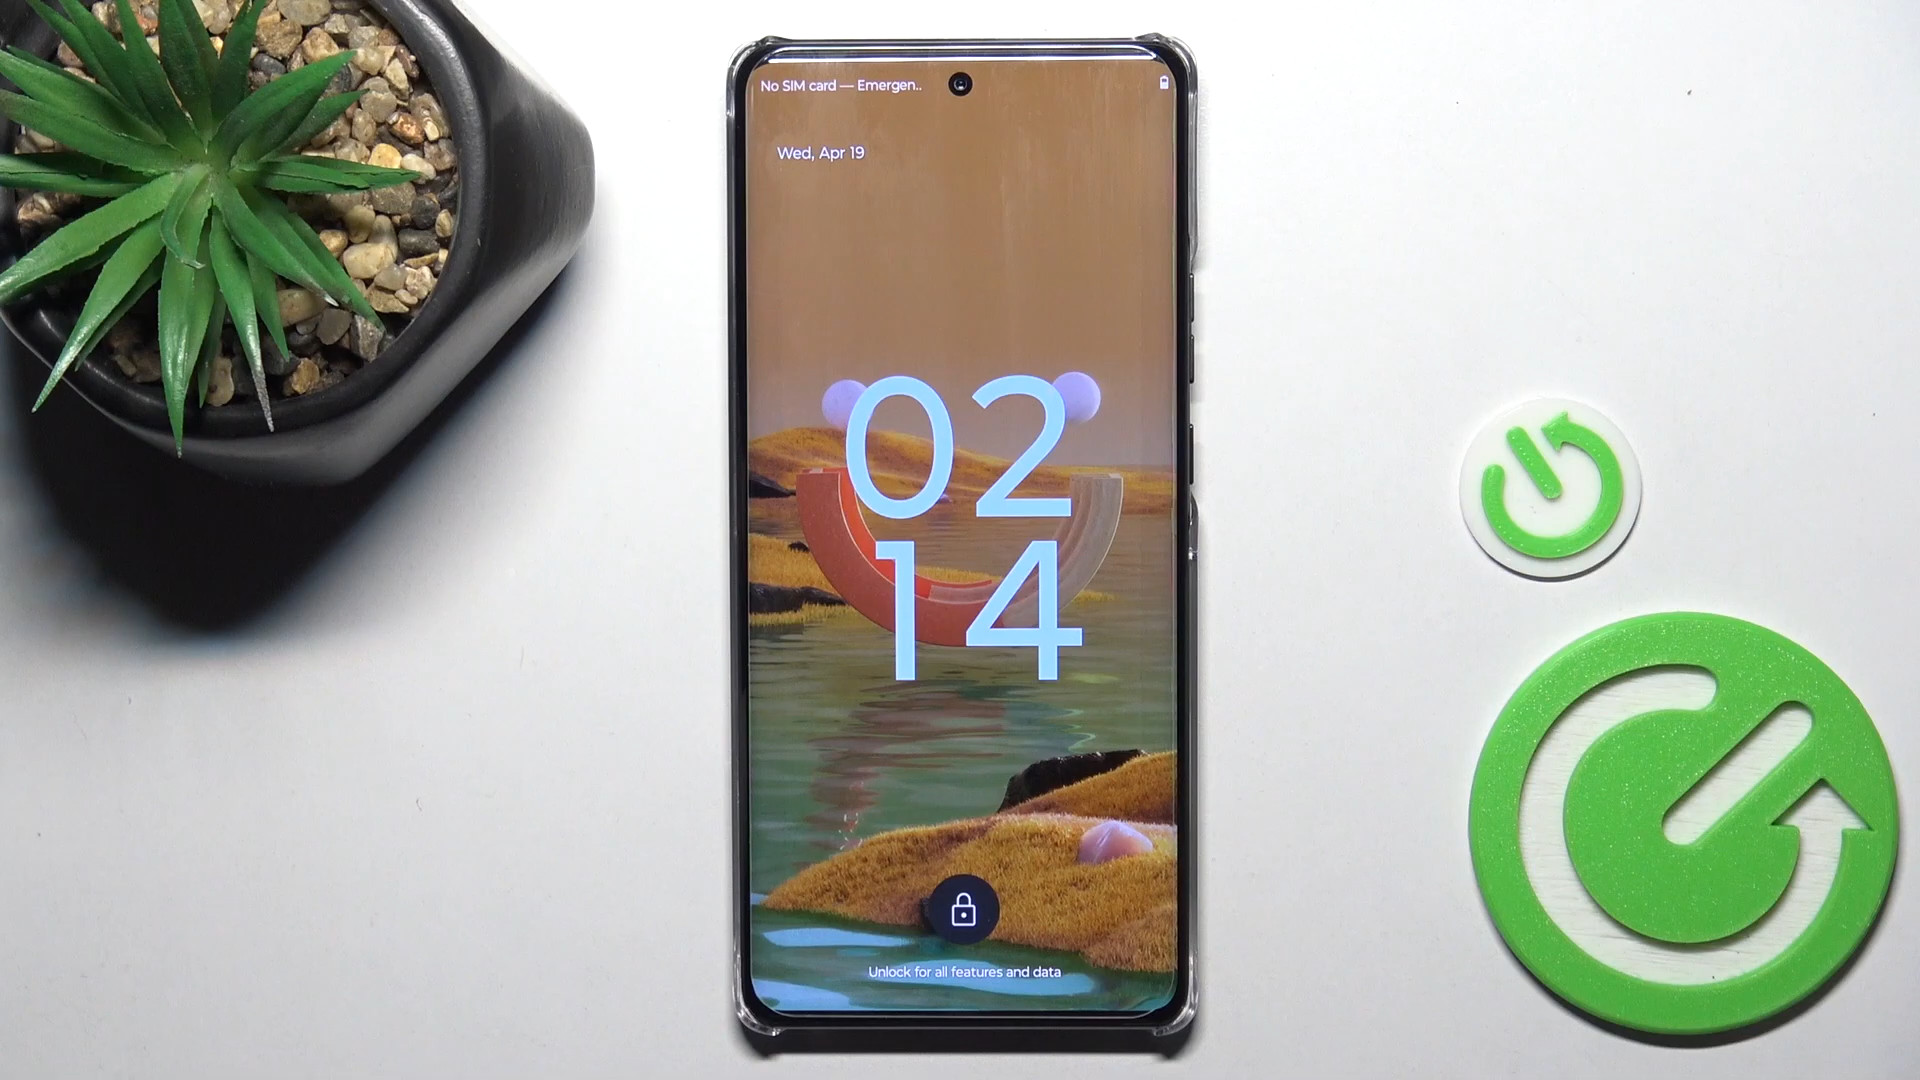 No SIM card — Emergen..
Wed, Apr 19
02
14
Unlock for all features and data